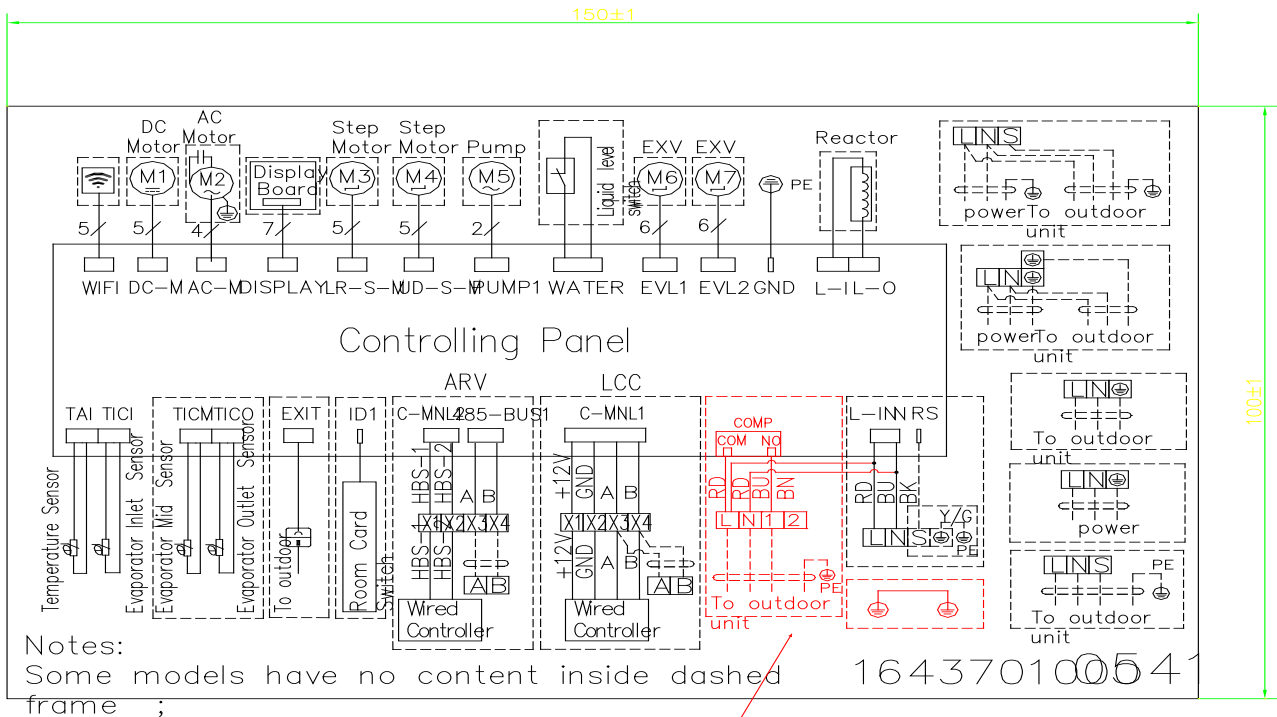 150±1
100±1
DC Motor
AC Motor
Step Motor
Step Motor
Pump
EXV
EXV
Reactor
M1
M2
Display Board
M3
M4
M5
Liquid level switch
M6
M7
PE
5
5
4
7
5
5
2
6
6
WIFI
DC-M
AC-M
DISPLAY
LR-S-M
UD-S-M
PUMP1
WATER
EVL1
EVL2
GND
L-I
L-O
Controlling Panel
LNS
power
To outdoor unit
LN
power
To outdoor unit
LN
To outdoor unit
LN
power
LNS
PE
To outdoor unit
ARV
LCC
TAI
TICI
TICM
TICO
EXIT
ID1
C-MNL2
485-BUS1
C-MNL1
COMP
COM
NO
L-IN
N
RS
Temperature Sensor
Evaporator Inlet Sensor
Evaporator Mid Sensor
Evaporator Outlet Sensor
To outdoor
Room Card Switch
HBS-1
HBS-2
A
B
X1
X2
X3
X4
HBS-1
HBS-2
A
B
Wired Controller
+12V
GND
A
B
X1
X2
X3
X4
+12V
GND
A
B
A
B
Wired Controller
RD
RD
BU
BN
L
N
1
2
PE
To outdoor unit
RD
BU
BK
Y/G
LNS
PE
Notes:
Some models have no content inside dashed
frame ;